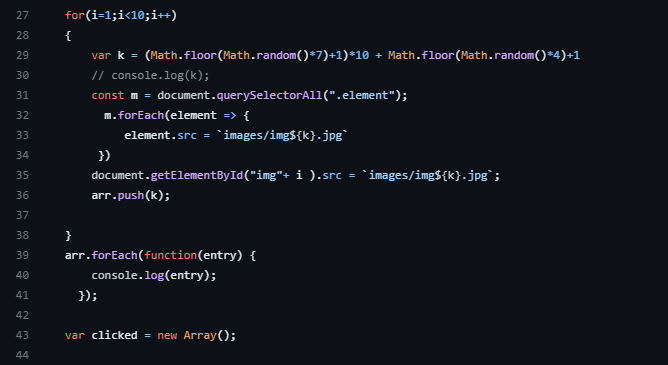 27 for(i=1;i<10;i++)
28 {
29 var k = (Math.floor(Math.random()*7)+1)*10 + Math.floor(Math.random()*4)+1
30 // console.log(k);
31 const m = document.querySelectorAll(".element");
32 m.forEach(element => {
33 element.src = `images/img${k}.jpg`
34 })
35 document.getElementById("img"+ i ).src = `images/img${k}.jpg`;
36 arr.push(k);
37
38 }
39 arr.forEach(function(entry) {
40 console.log(entry);
41 });
42
43 var clicked = new Array();
44